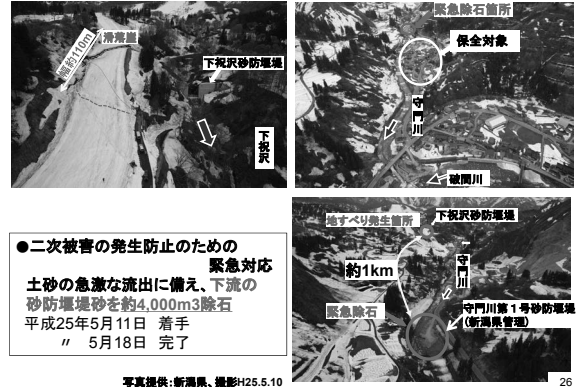 幅約110m
滑落崖
下祝沢砂防堰堤
下祝沢
緊急除石箇所
保全対象
守門川
破間川
●二次被害の発生防止のための
緊急対応
土砂の急激な流出に備え、下流の
砂防堰堤砂を約4,000m3除石
平成25年5月11日 着手
〃 5月18日 完了
地すべり発生箇所
下祝沢砂防堰堤
守門川
約1km
緊急除石
守門川第1号砂防堰堤
(新潟県管理)
写真提供:新潟県、撮影H25.5.10
26